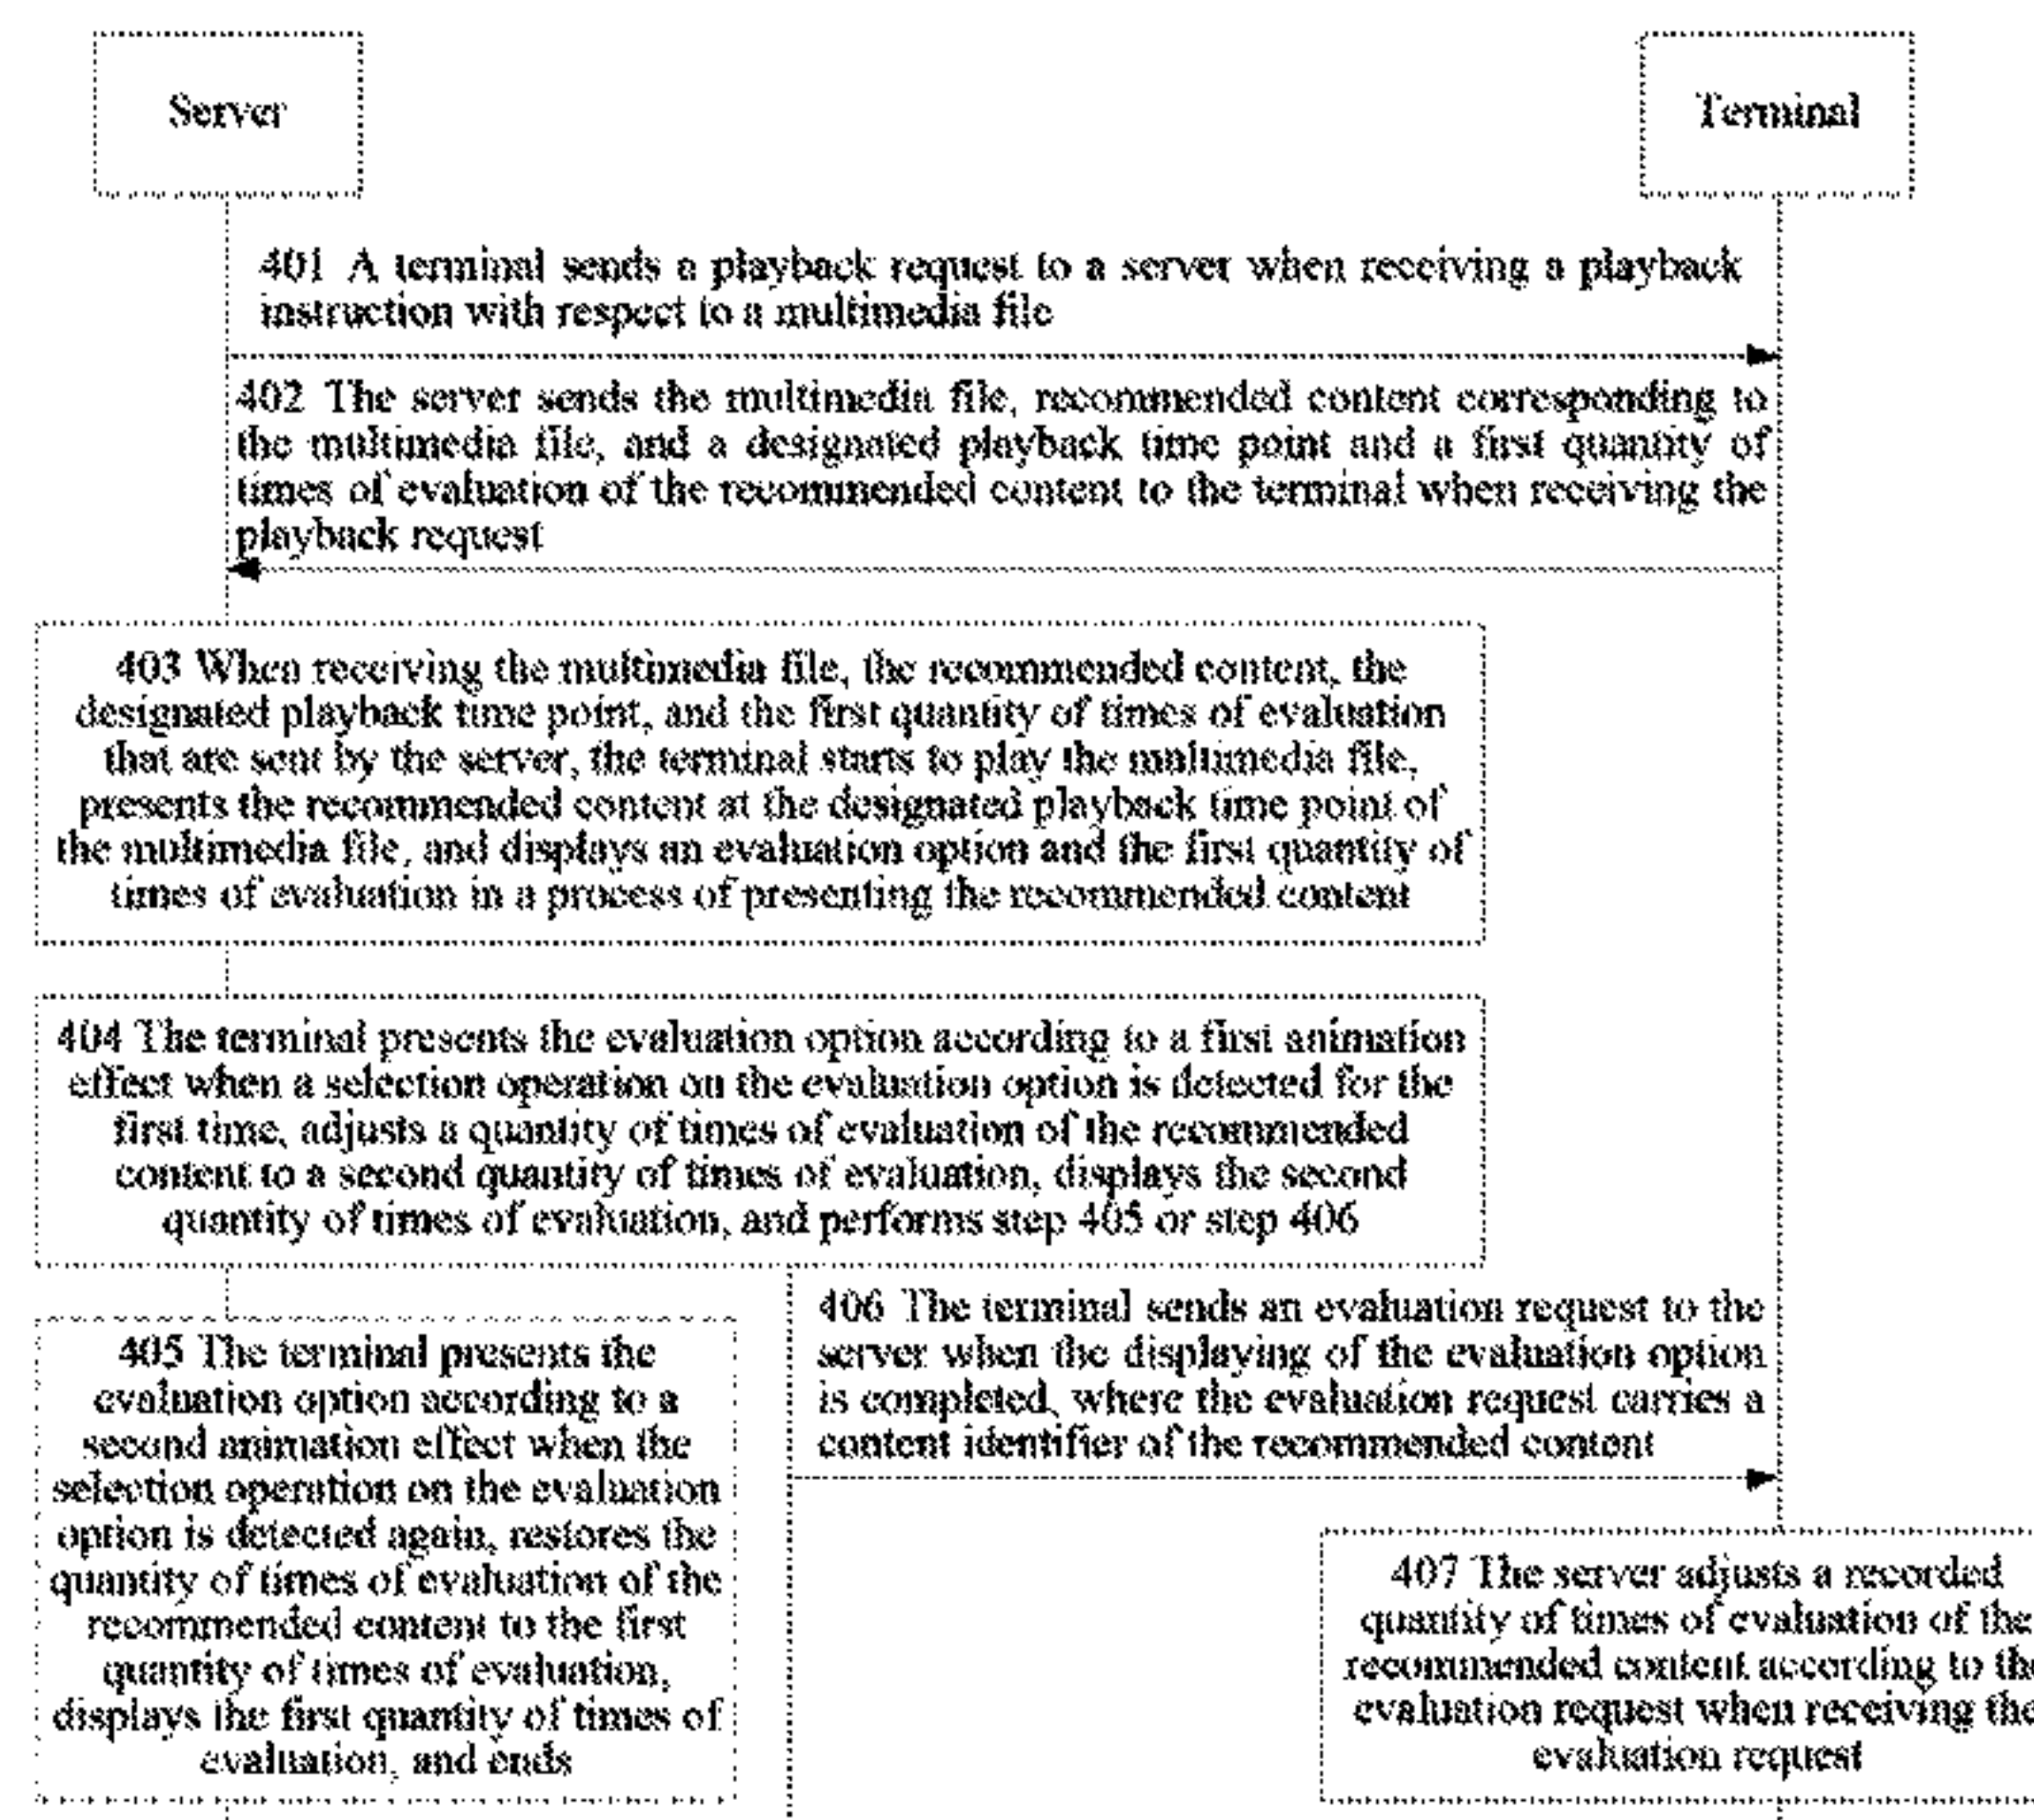 Server
Terminal
401 A terminal sends a playback request to a server when receiving a playback
instruction with respect to a multimedia file
402 The server sends the multimedia file, recommended content corresponding to
the multimedia file, and a designated playback time point and a first quantity of
times of evaluation of the recommended content to the terminal when receiving the
playback request
403 When receiving the multimedia file, the recommended content, the
designated playback time point, and the first quantity of times of evaluation
that are sent by the server, the terminal starts to play the multimedia file,
presents the recommended content at the designated playback time point of
the multimedia file, and displays an evaluation option and the first quantity of
times of evaluation in a process of presenting the recommended content
404 The terminal presents the evaluation option according to a first animation
effect when a selection operation on the evaluation option is detected for the
first time, adjusts a quantity of times of evaluation of the recommended
content to a second quantity of times of evaluation, displays the second
quantity of times of evaluation, and performs step 405 or step 406
405 The terminal presents the
evaluation option according to a
second animation effect when the
selection operation on the evaluation
option is detected again, restores the
quantity of times of evaluation of the
recommended content to the first
quantity of times of evaluation,
displays the first quantity of times of
evaluation, and ends
406 The terminal sends an evaluation request to the
server when the displaying of the evaluation option
is completed, where the evaluation request carries a
content identifier of the recommended content
407 The server adjusts a recorded
quantity of times of evaluation of the
recommended content according to the
evaluation request when receiving the
evaluation request